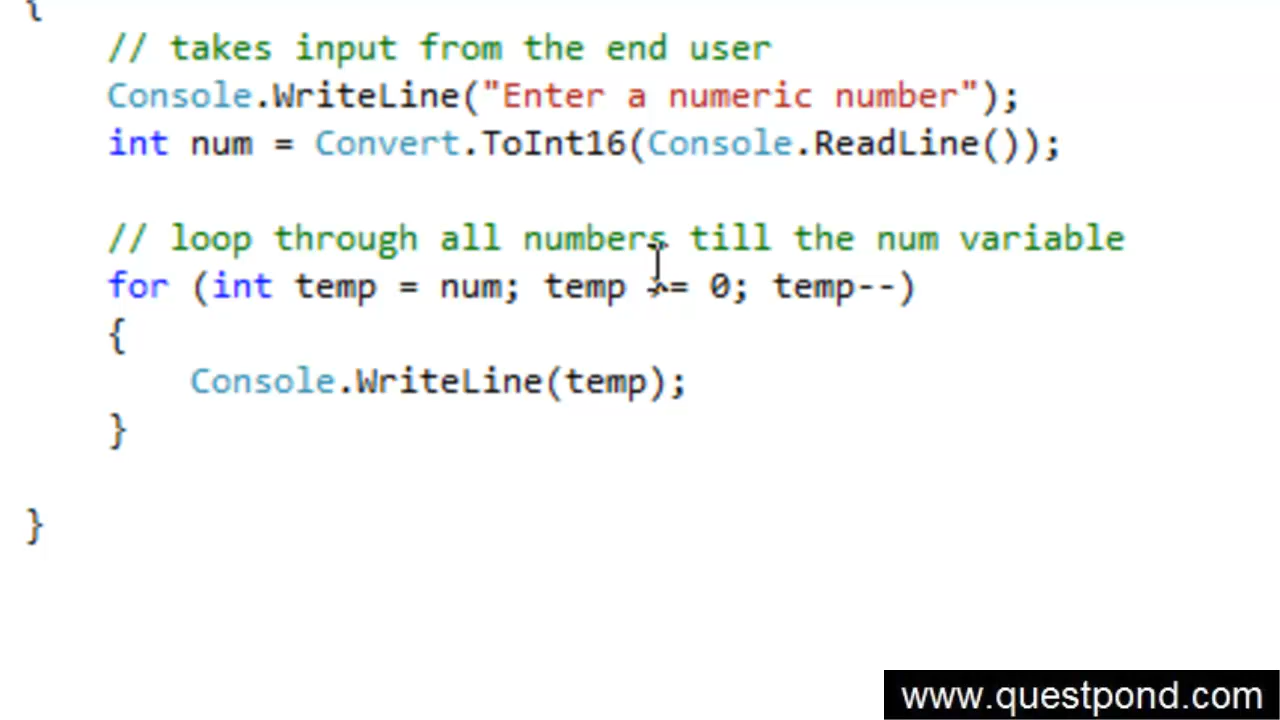 {
// takes input from the end user
Console.WriteLine("Enter a numeric number");
int num = Convert.ToInt16(Console.ReadLine());
// loop through all numbers till the num variable
for (int temp = num; temp >= 0; temp--)
{
Console.WriteLine(temp);
}
}
www.questpond.com